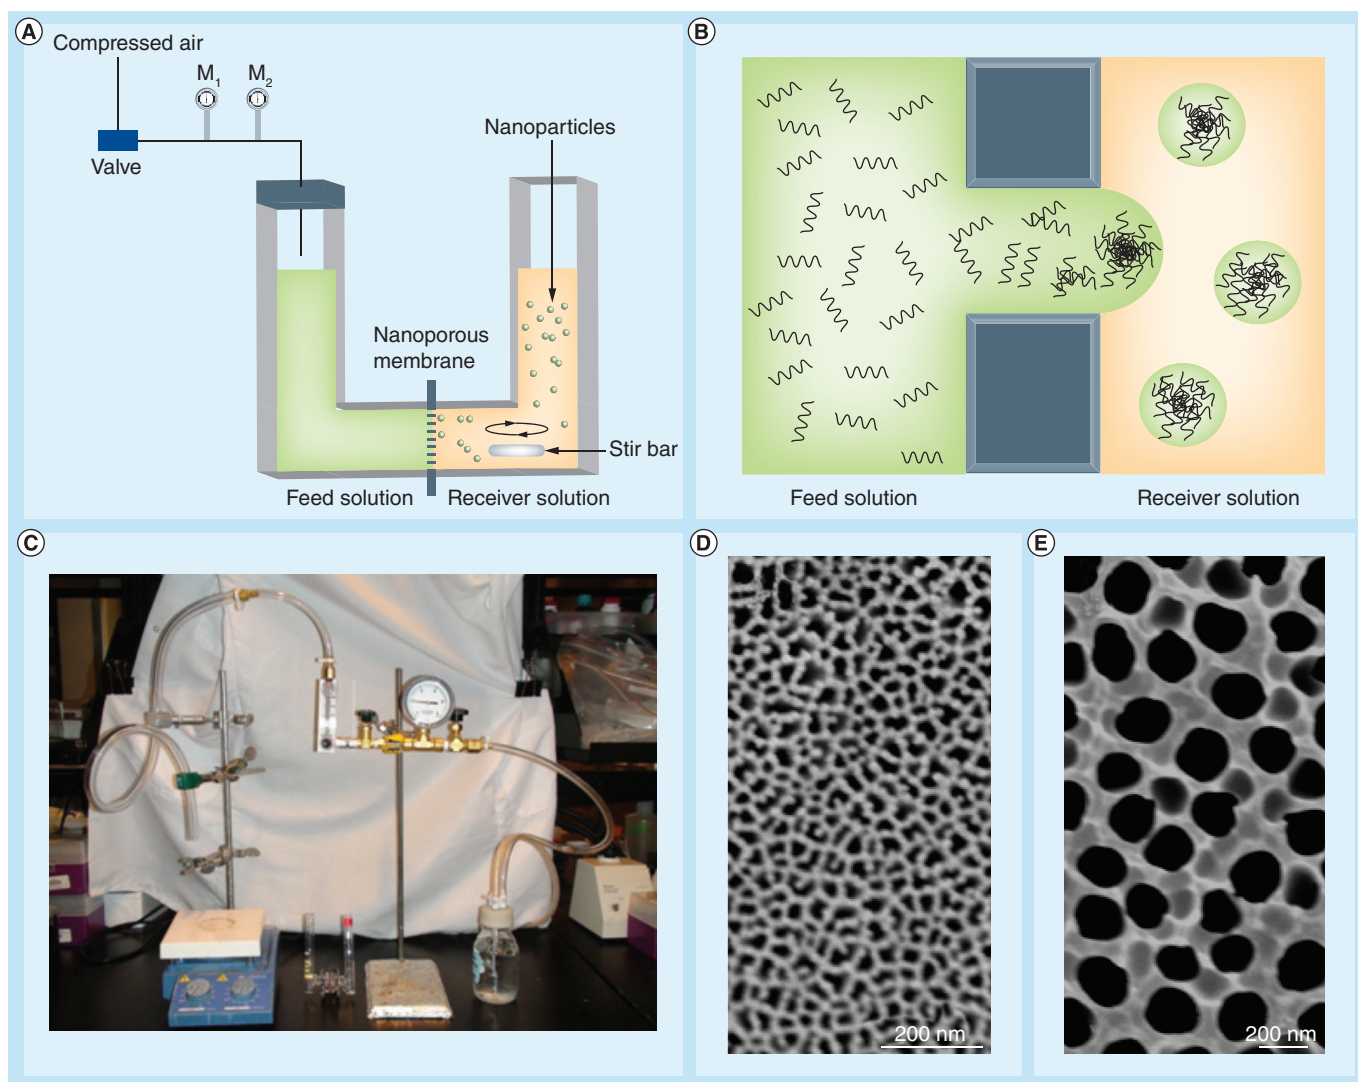 A
Compressed air
M1 M2
Valve
Nanoparticles
Nanoporous
membrane
Stir bar
Feed solution
Receiver solution
B
Feed solution
Receiver solution
C
D
200 nm
E
200 nm